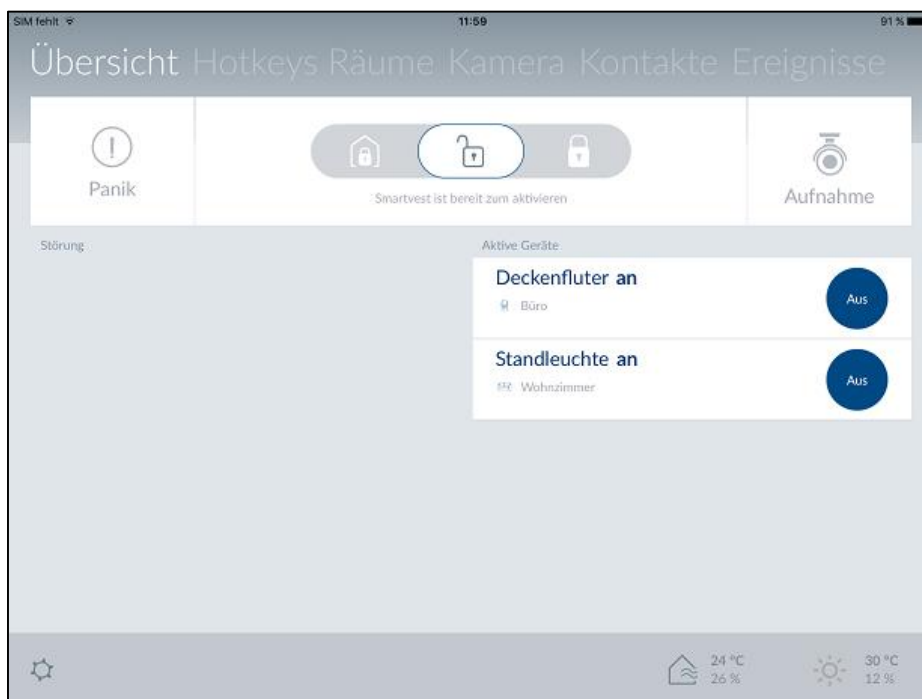 SIM fehlt 11:59 91 %
Übersicht Hotkeys Räume Kamera Kontakte Ereignisse
Panik
Smartvest ist bereit zum aktivieren
Aufnahme
Störung
Aktive Geräte
Deckenfluter an
Büro
Aus
Standleuchte an
Wohnzimmer
Aus
24 °C
26 %
30 °C
12 %